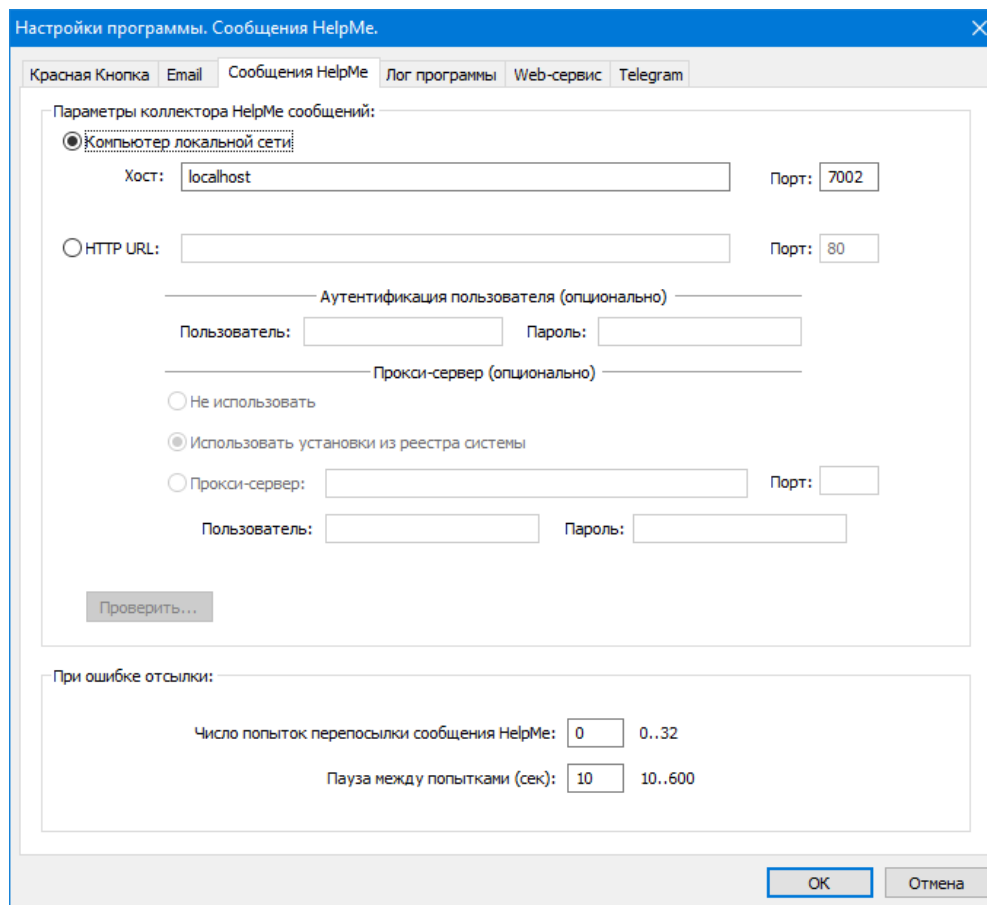 Настройки программы. Сообщения HelpMe.
Красная Кнопка Email Сообщения HelpMe Лог программы Web-сервис Telegram
Параметры коллектора HelpMe сообщений:
Компьютер локальной сети
Хост: localhost Порт: 7002
HTTP URL: Порт: 80
Аутентификация пользователя (опционально)
Пользователь: Пароль:
Прокси-сервер (опционально)
Не использовать
Использовать установки из реестра системы
Прокси-сервер: Порт:
Пользователь: Пароль:
Проверить...
При ошибке отсылки:
Число попыток перепосылки сообщения HelpMe: 0 0..32
Пауза между попытками (сек): 10 10..600
ОК Отмена